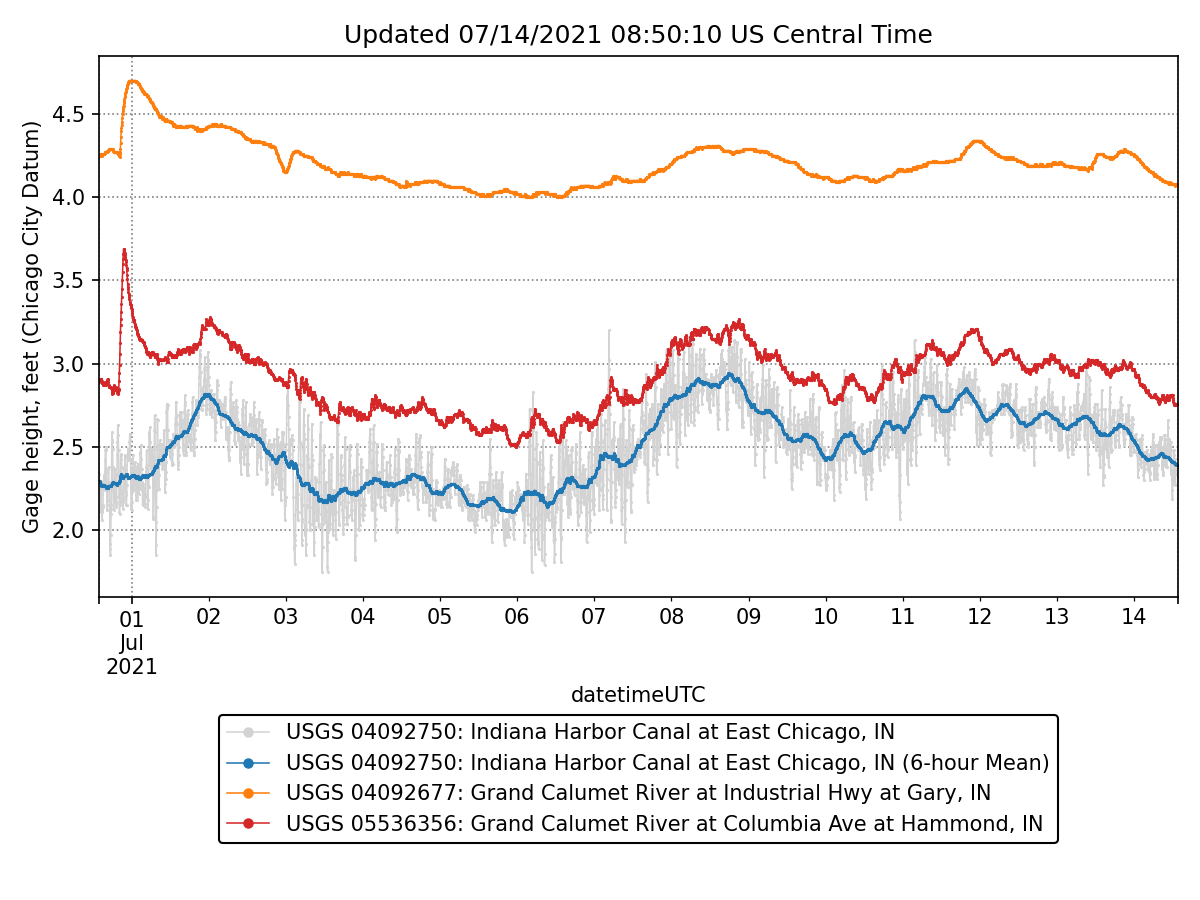 Updated 07/14/2021 08:50:10 US Central Time
Gage height, feet (Chicago City Datum)
4.5
4.0
3.5
3.0
2.5
2.0
01 02 03 04 05 06 07 08 09 10 11 12 13 14
Jul
2021
datetimeUTC
USGS 04092750: Indiana Harbor Canal at East Chicago, IN
USGS 04092750: Indiana Harbor Canal at East Chicago, IN (6-hour Mean)
USGS 04092677: Grand Calumet River at Industrial Hwy at Gary, IN
USGS 05536356: Grand Calumet River at Columbia Ave at Hammond, IN